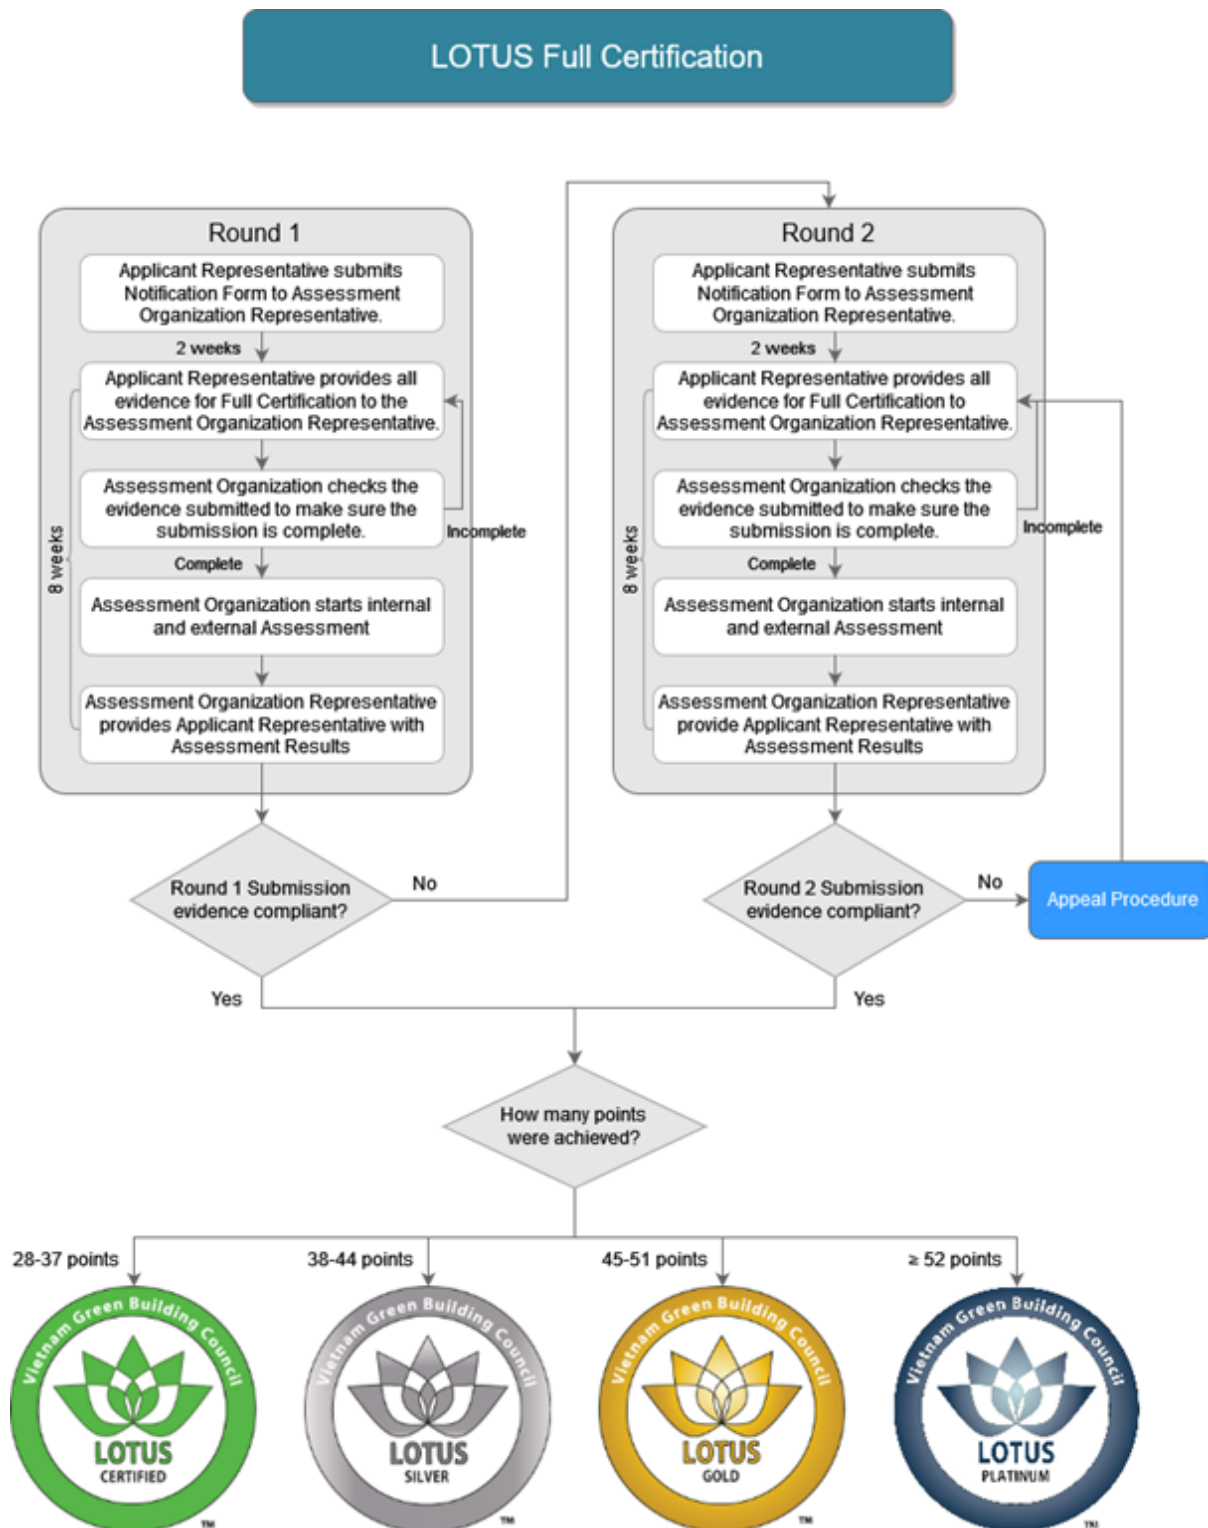 LOTUS Full Certification
Round 1
Applicant Representative submits
Notification Form to Assessment
Organization Representative.
2 weeks
Applicant Representative provides all
evidence for Full Certification to the
Assessment Organization Representative.
Assessment Organization checks the
evidence submitted to make sure the
submission is complete.
Incomplete
Complete
8 weeks
Assessment Organization starts internal
and external Assessment
Assessment Organization Representative
provides Applicant Representative with
Assessment Results
Round 1 Submission
evidence compliant?
No
Yes
Round 2
Applicant Representative submits
Notification Form to Assessment
Organization Representative.
2 weeks
Applicant Representative provides all
evidence for Full Certification to
Assessment Organization Representative.
Assessment Organization checks the
evidence submitted to make sure the
submission is complete.
Incomplete
Complete
8 weeks
Assessment Organization starts internal
and external Assessment
Assessment Organization Representative
provide Applicant Representative with
Assessment Results
Round 2 Submission
evidence compliant?
No
Appeal Procedure
Yes
How many points
were achieved?
28-37 points
38-44 points
45-51 points
≥ 52 points
Vietnam Green Building Council
LOTUS
CERTIFIED
TM
Vietnam Green Building Council
LOTUS
SILVER
TM
Vietnam Green Building Council
LOTUS
GOLD
TM
Vietnam Green Building Council
LOTUS
PLATINUM
TM